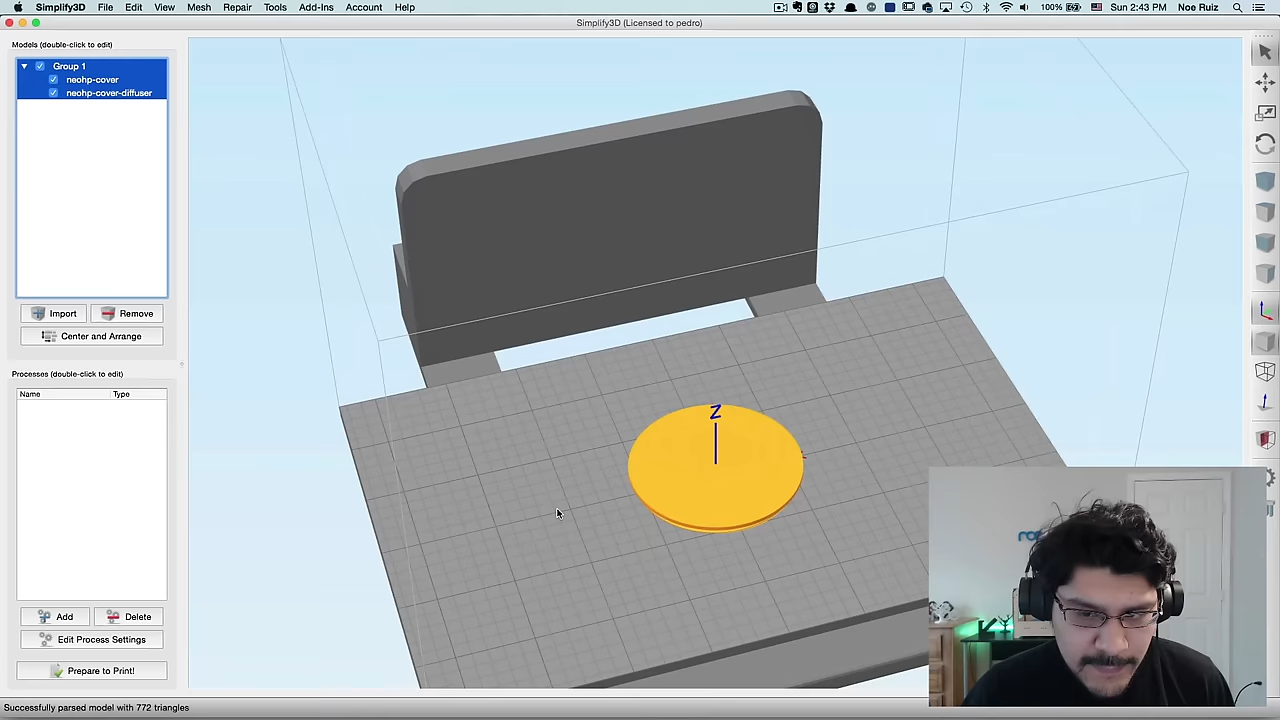 Simplify3D File Edit View Mesh Repair Tools Add-Ins Account Help 100% Sun 2:43 PM Noe Ruiz
Simplify3D (Licensed to pedro)
Models (double-click to edit)
Group 1
neohp-cover
neohp-cover-diffuser
Import Remove
Center and Arrange
Processes (double-click to edit)
Name Type
Add Delete
Edit Process Settings
Prepare to Print!
Z
Successfully parsed model with 772 triangles